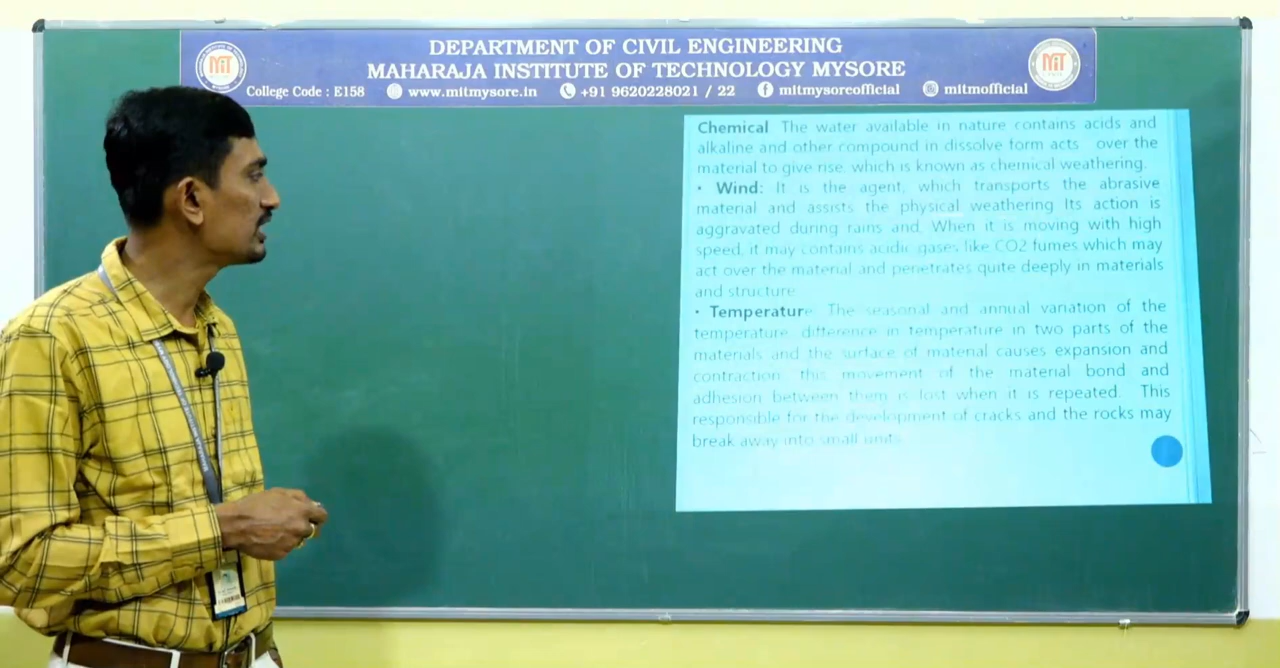 DEPARTMENT OF CIVIL ENGINEERING
MAHARAJA INSTITUTE OF TECHNOLOGY MYSORE
College Code : E158 www.mitmysore.in +91 9620228021 / 22 mitmysoreofficial mitmofficial
MIT
MIT
Chemical The water available in nature contains acids and
alkaline and other compound in dissolve form acts over the
material to give rise, which is known as chemical weathering.
• Wind: It is the agent, which transports the abrasive
material and assists the physical weathering Its action is
aggravated during rains and, When it is moving with high
speed, it may contains acidic gases like CO2 fumes which may
act over the material and penetrates quite deeply in materials
and structure
• Temperature The seasonal and annual variation of the
temperature, difference in temperature in two parts of the
materials and the surface of material causes expansion and
contraction this movement of the material bond and
adhesion between them is lost when it is repeated. This
responsible for the development of cracks and the rocks may
break away into small units